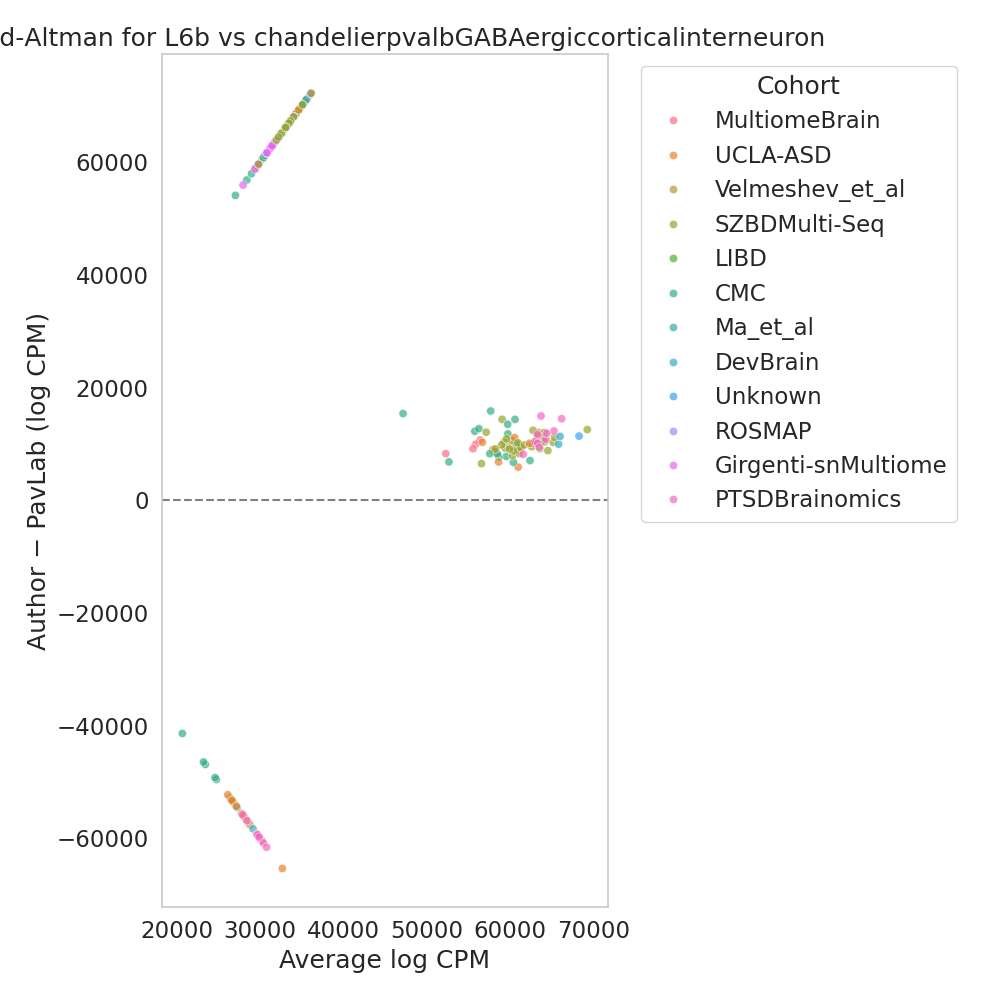 d-Altman for L6b vs chandelierpvalbGABAergiccorticalinterneuron
Cohort
MultiomeBrain
UCLA-ASD
Velmeshev_et_al
SZBDMulti-Seq
LIBD
CMC
Ma_et_al
DevBrain
Unknown
ROSMAP
Girgenti-snMultiome
PTSDBrainomics
Author − PavLab (log CPM)
60000
40000
20000
0
−20000
−40000
−60000
20000 30000 40000 50000 60000 70000
Average log CPM